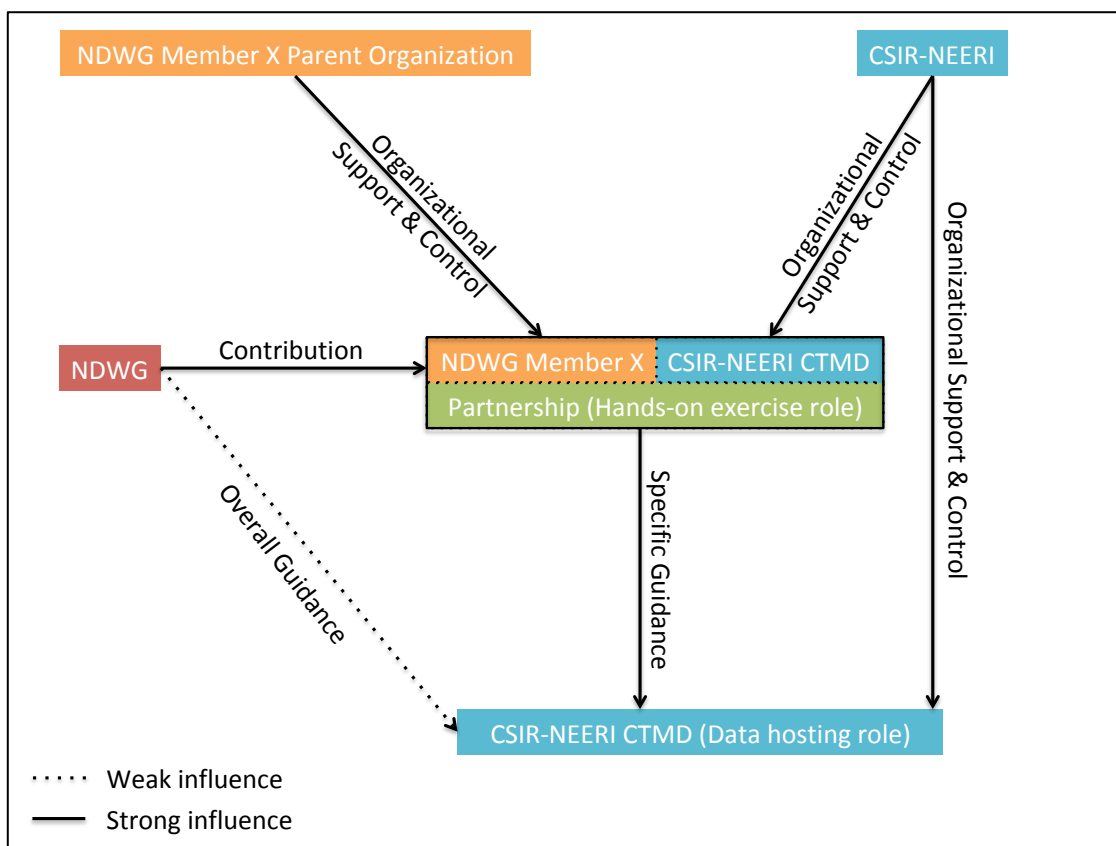 NDWG Member X Parent Organization
CSIR-NEERI
Organizational
Support & Control
Organizational
Support & Control
Organizational Support & Control
NDWG
Contribution
NDWG Member X
CSIR-NEERI CTMD
Partnership (Hands-on exercise role)
Overall Guidance
Specific Guidance
CSIR-NEERI CTMD (Data hosting role)
Weak influence
Strong influence